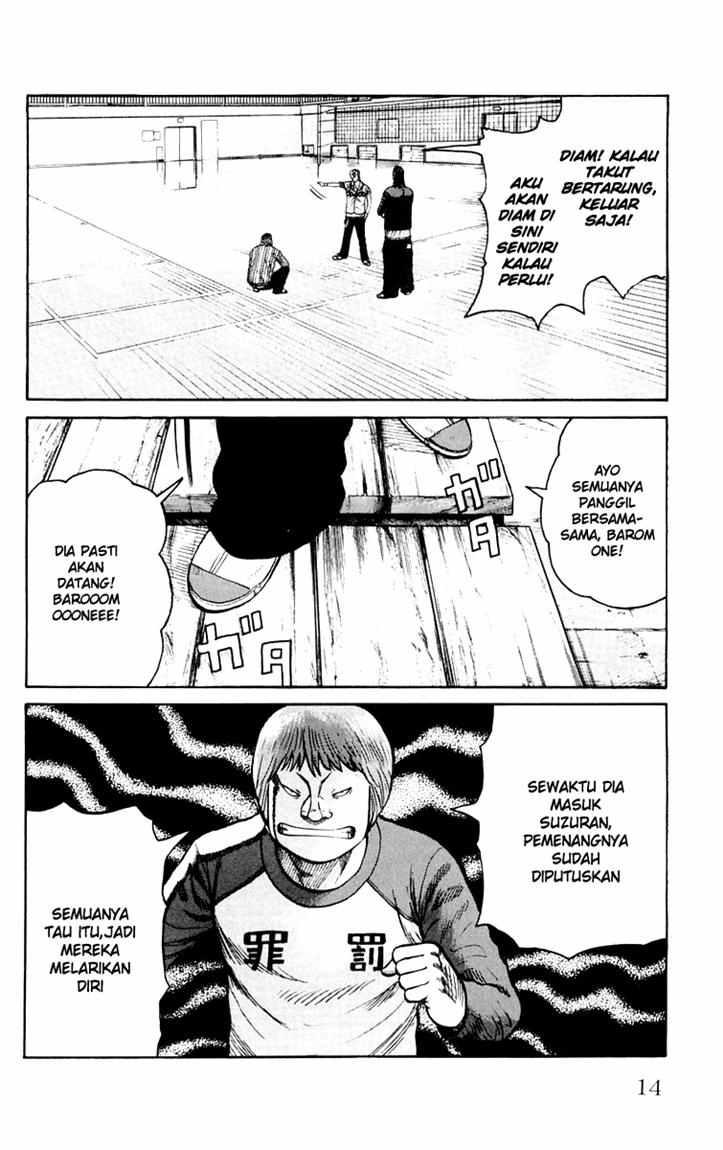 DIAM! KALAU
TAKUT
BERTARUNG,
KELUAR
SAJA!
AKU
AKAN
DIAM DI
SINI
SENDIRI
KALAU
PERLU!
AYO
SEMUANYA
PANGGIL
BERSAMA-
SAMA, BAROM
ONE!
ガタ
DIA PASTI
AKAN
DATANG!
BAROOOM
OOONEEE!
ガタ
SEWAKTU DIA
MASUK
SUZURAN,
PEMENANGNYA
SUDAH
DIPUTUSKAN
SEMUANYA
TAU ITU,JADI
MEREKA
MELARIKAN
DIRI
罪 罰
14